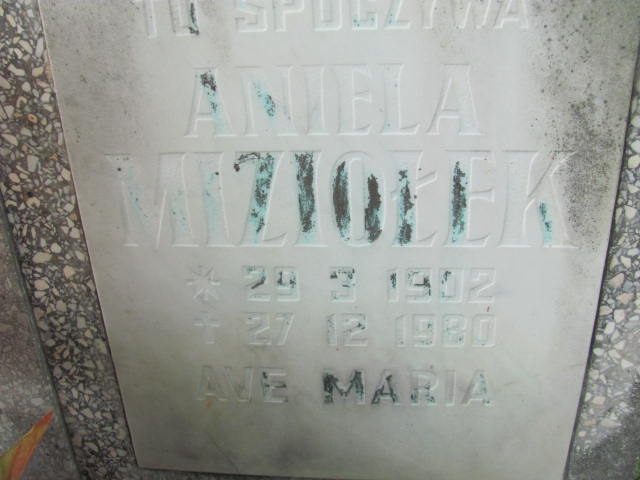 TU SPOCZYWA
ANIELA
MIZIOŁEK
* 29 3 1902
+ 27 12 1980
AVE MARIA